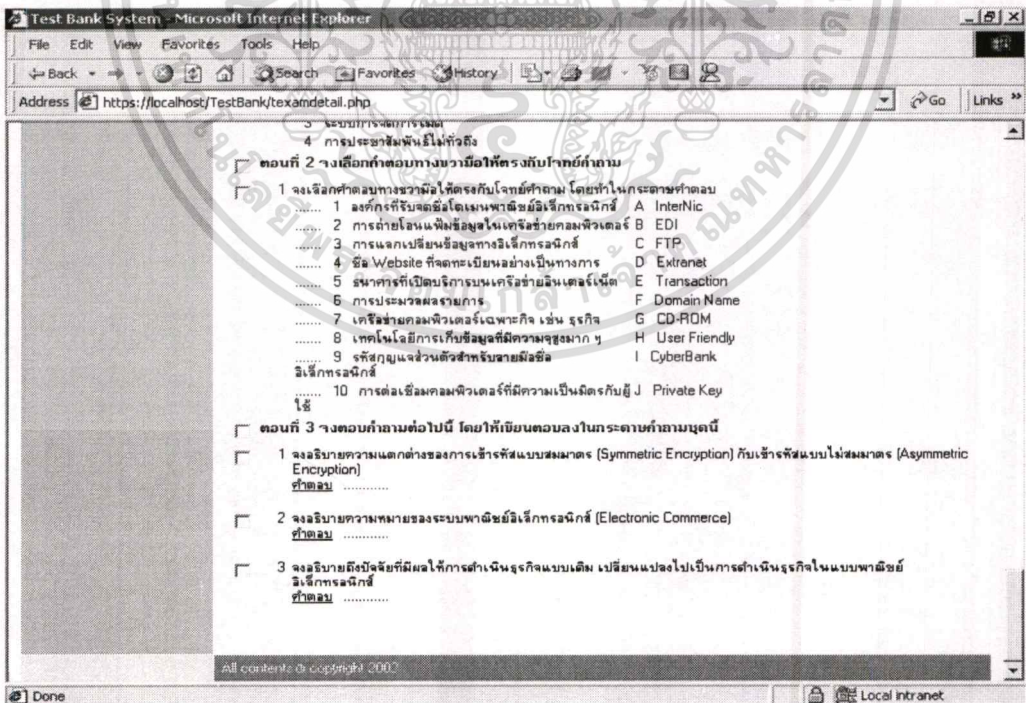 Test Bank System - Microsoft Internet Explorer
File Edit View Favorites Tools Help
Back Search Favorites History
Address https://localhost/TestBank/texamdetail.php Go Links »
3 ระบบการจัดการไม่ดี
4 การประชาสัมพันธ์ไม่ทั่วถึง
ตอนที่ 2 จงเลือกคำตอบทางขวามือให้ตรงกับโจทย์คำถาม
1 จงเลือกคำตอบทางขวามือให้ตรงกับโจทย์คำถาม โดยทำในกระดาษคำตอบ
....... 1 องค์กรที่รับจดชื่อโดเมนพาณิชย์อิเล็กทรอนิกส์ A InterNic
....... 2 การถ่ายโอนแฟ้มข้อมูลในเครือข่ายคอมพิวเตอร์ B EDI
....... 3 การแลกเปลี่ยนข้อมูลทางอิเล็กทรอนิกส์ C FTP
....... 4 ชื่อ Website ที่จดทะเบียนอย่างเป็นทางการ D Extranet
....... 5 ธนาคารที่เปิดบริการบนเครือข่ายอินเตอร์เน็ต E Transaction
....... 6 การประมวลผลรายการ F Domain Name
....... 7 เครือข่ายคอมพิวเตอร์เฉพาะกิจ เช่น ธุรกิจ G CD-ROM
....... 8 เทคโนโลยีการเก็บข้อมูลที่มีความจุสูงมาก ๆ H User Friendly
....... 9 รหัสกุญแจส่วนตัวสำหรับลายมือชื่อ I CyberBank
อิเล็กทรอนิกส์
....... 10 การต่อเชื่อมคอมพิวเตอร์ที่มีความเป็นมิตรกับผู้ J Private Key
ใช้
ตอนที่ 3 จงตอบคำถามต่อไปนี้ โดยให้เขียนตอบลงในกระดาษคำถามชุดนี้
1 จงอธิบายความแตกต่างของการเข้ารหัสแบบสมมาตร (Symmetric Encryption) กับเข้ารหัสแบบไม่สมมาตร (Asymmetric
Encryption)
คำตอบ ............
2 จงอธิบายความหมายของระบบพาณิชย์อิเล็กทรอนิกส์ (Electronic Commerce)
คำตอบ ............
3 จงอธิบายถึงปัจจัยที่มีผลให้การดำเนินธุรกิจแบบเดิม เปลี่ยนแปลงไปเป็นการดำเนินธุรกิจในแบบพาณิชย์
อิเล็กทรอนิกส์
คำตอบ ............
All contents © copyright 2002
Done Local intranet